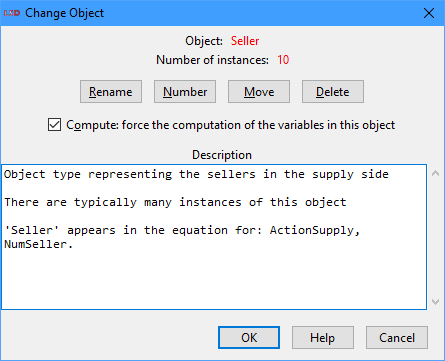 LMD Change Object
Object: Seller
Number of instances: 10
Rename Number Move Delete
Compute: force the computation of the variables in this object
Description
Object type representing the sellers in the supply side
There are typically many instances of this object
'Seller' appears in the equation for: ActionSupply,
NumSeller.
OK Help Cancel